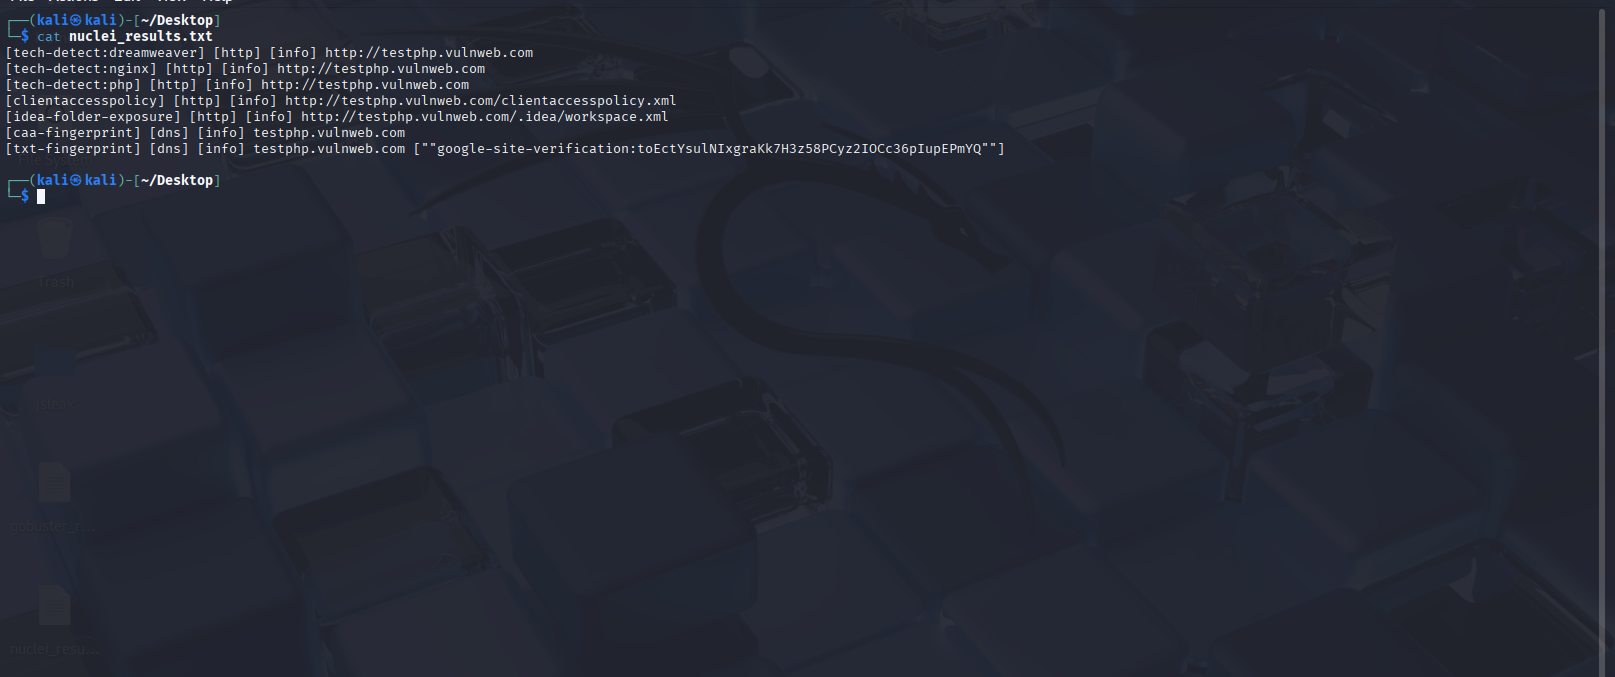 ┌──(kali㉿kali)-[~/Desktop]
└─$ cat nuclei_results.txt
[tech-detect:dreamweaver] [http] [info] http://testphp.vulnweb.com
[tech-detect:nginx] [http] [info] http://testphp.vulnweb.com
[tech-detect:php] [http] [info] http://testphp.vulnweb.com
[clientaccesspolicy] [http] [info] http://testphp.vulnweb.com/clientaccesspolicy.xml
[idea-folder-exposure] [http] [info] http://testphp.vulnweb.com/.idea/workspace.xml
[caa-fingerprint] [dns] [info] testphp.vulnweb.com
[txt-fingerprint] [dns] [info] testphp.vulnweb.com [""google-site-verification:toEctYsulNIxgraKk7H3z58PCyz2IOCc36pIupEPmYQ""]
┌──(kali㉿kali)-[~/Desktop]
└─$
Trash
gobuster_r...
nuclei_resu...